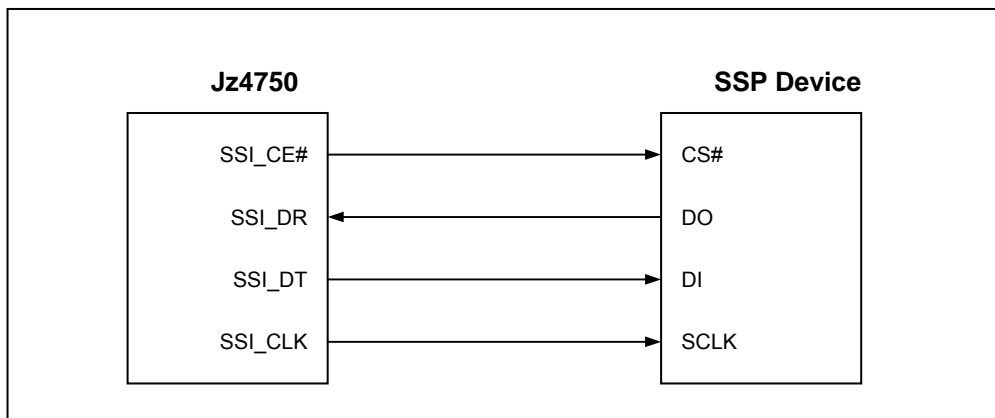 Jz4750 SSP Device
SSI_CE# CS#
SSI_DR DO
SSI_DT DI
SSI_CLK SCLK